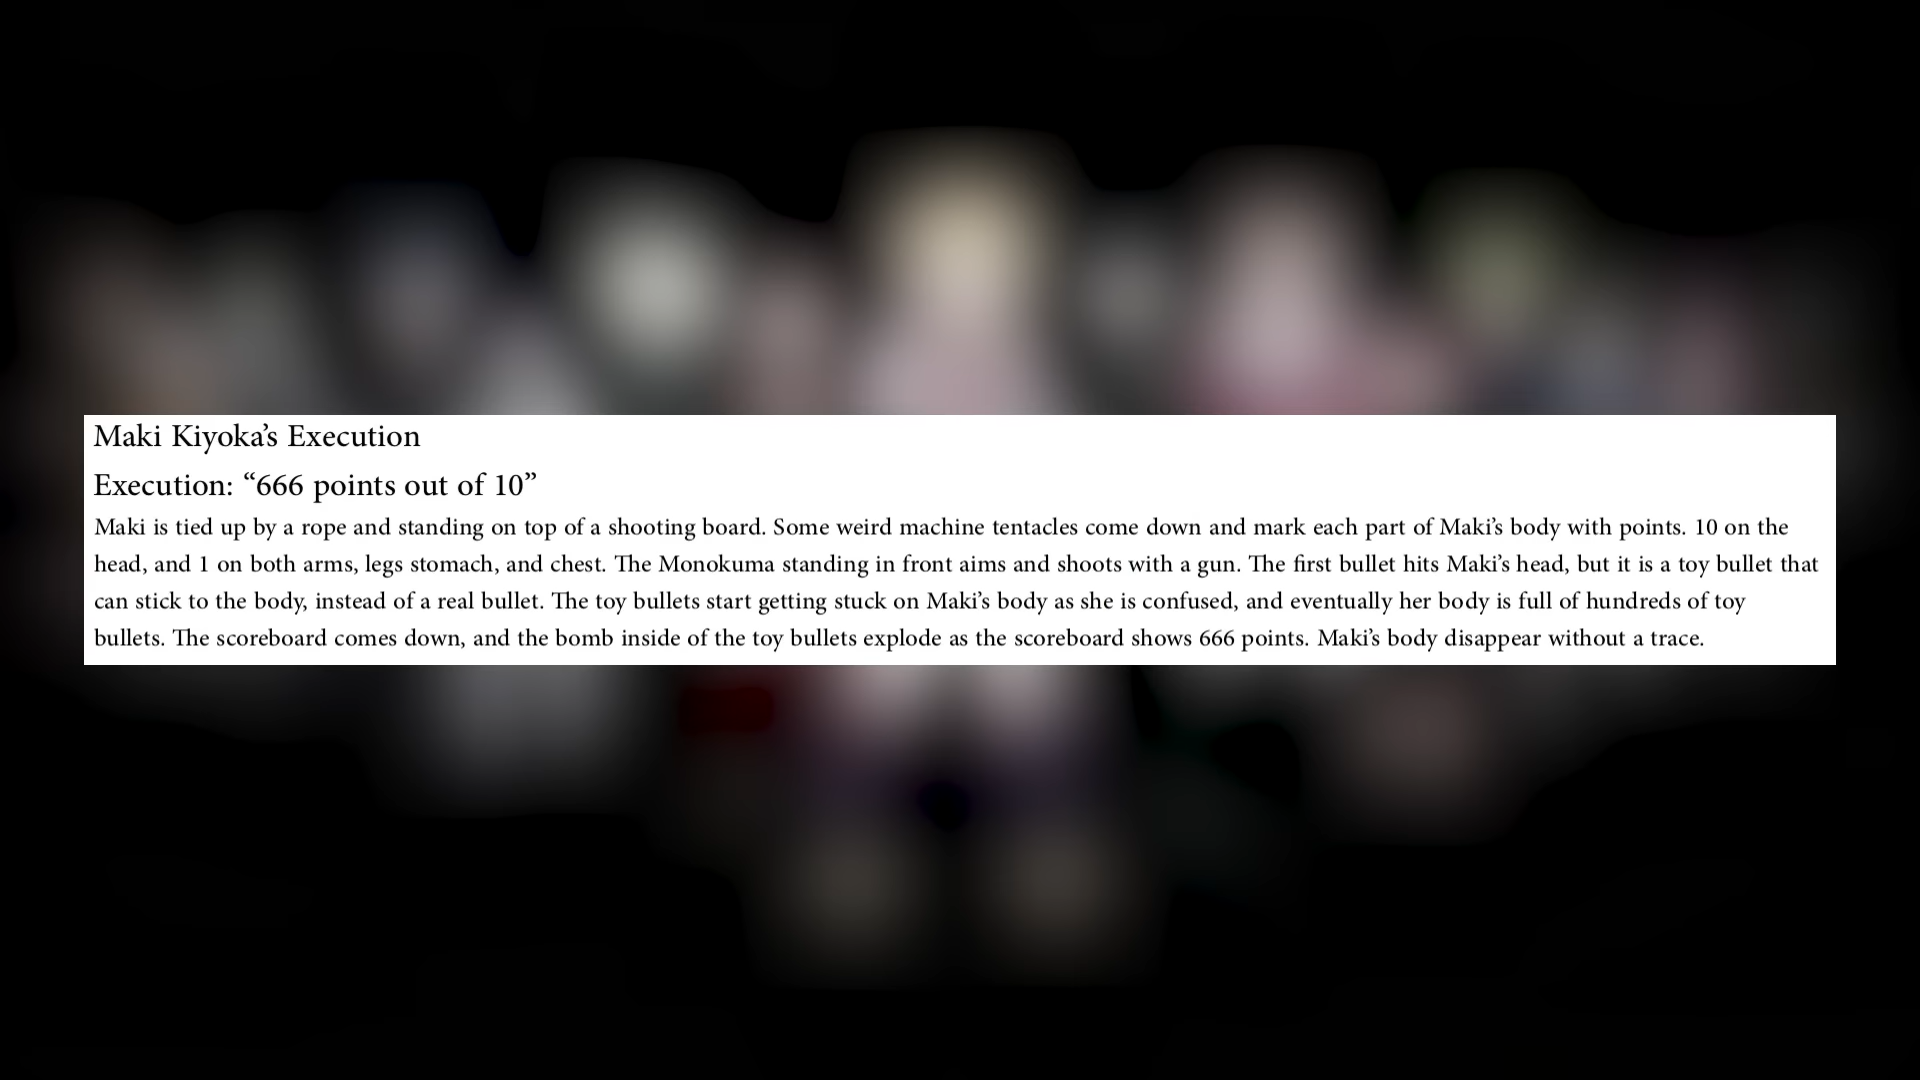 Maki Kiyoka’s Execution
Execution: “666 points out of 10”
Maki is tied up by a rope and standing on top of a shooting board. Some weird machine tentacles come down and mark each part of Maki’s body with points. 10 on the
head, and 1 on both arms, legs stomach, and chest. The Monokuma standing in front aims and shoots with a gun. The first bullet hits Maki’s head, but it is a toy bullet that
can stick to the body, instead of a real bullet. The toy bullets start getting stuck on Maki’s body as she is confused, and eventually her body is full of hundreds of toy
bullets. The scoreboard comes down, and the bomb inside of the toy bullets explode as the scoreboard shows 666 points. Maki’s body disappear without a trace.